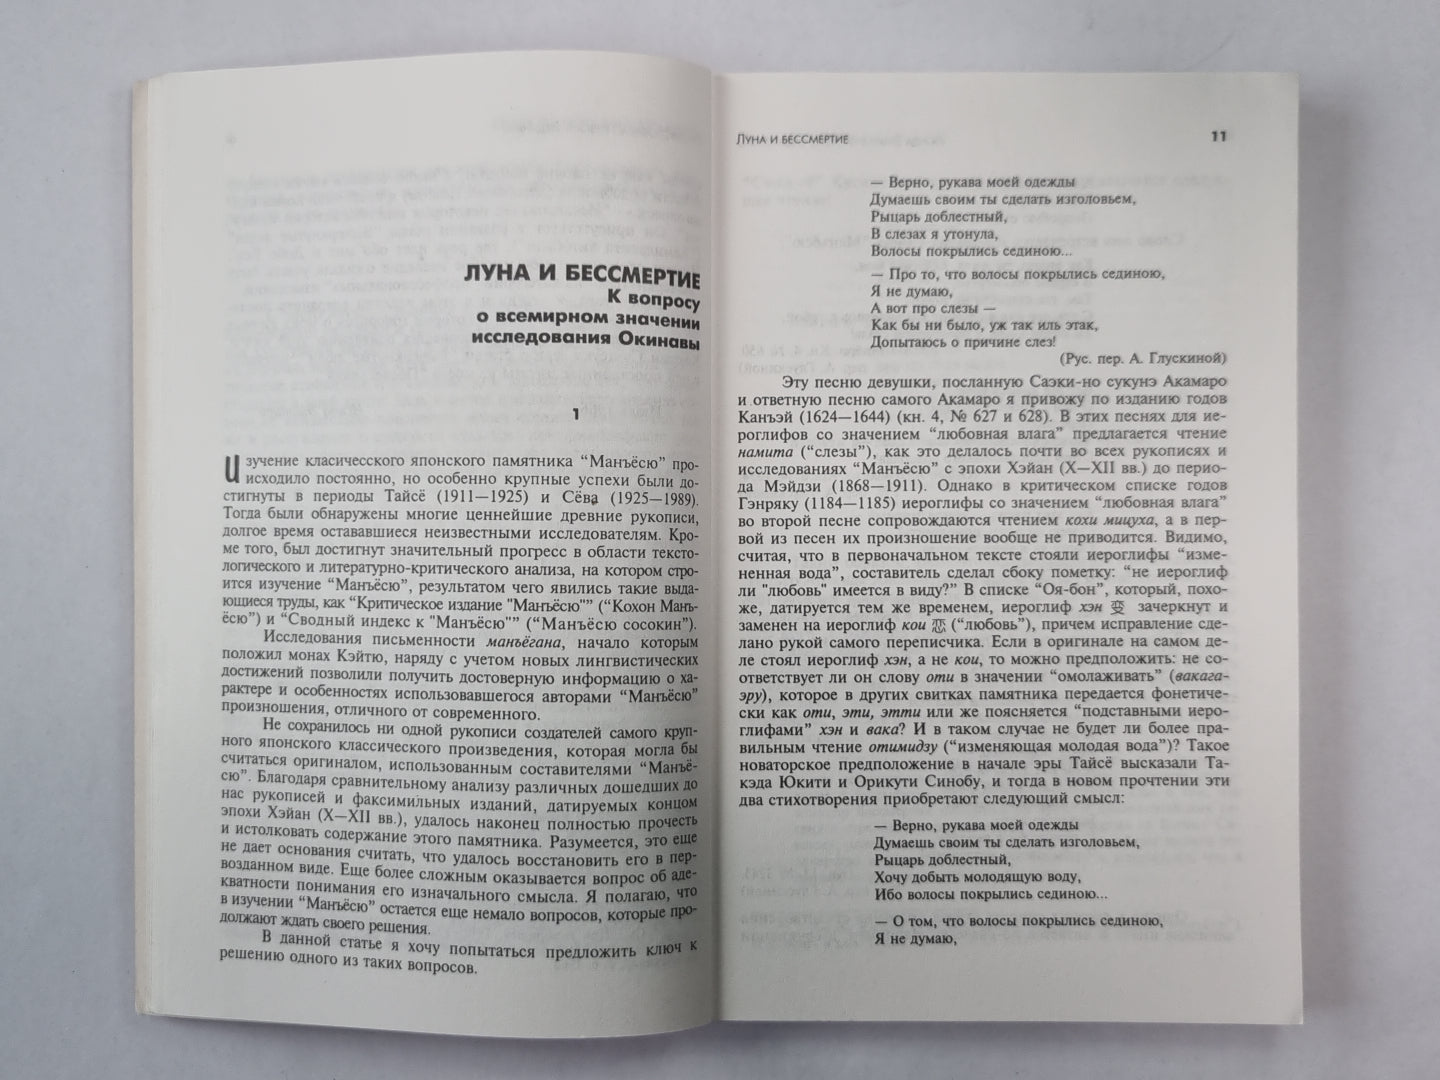 ЛУНА И БЕССМЕРТИЕ
К вопросу
о всемирном значении
исследования Окинавы
1
Изучение класичесского японского памятника “Манъёсю” про-
исходило постоянно, но особенно крупные успехи были до-
стигнуты в периоды Тайсё (1911—1925) и Сёва (1925—1989).
Тогда были обнаружены многие ценнейшие древние рукописи,
долгое время остававшиеся неизвестными исследователям. Кро-
ме того, был достигнут значительный прогресс в области тексто-
логического и литературно-критического анализа, на котором стро-
ится изучение “Манъёсю”, результатом чего явились такие выда-
ющиеся труды, как “Критическое издание "Манъёсю"” (“Кохон Манъ-
ёсю”) и “Сводный индекс к "Манъёсю"” (“Манъёсю сосокин”).
Исследования письменности манъёгана, начало которым
положил монах Кэйтю, наряду с учетом новых лингвистических
достижений позволили получить достоверную информацию о ха-
рактере и особенностях использовавшегося авторами “Манъёсю”
произношения, отличного от современного.
Не сохранилось ни одной рукописи создателей самого круп-
ного японского классического произведения, которая могла бы
считаться оригиналом, использованным составителями “Манъё-
сю”. Благодаря сравнительному анализу различных дошедших до
нас рукописей и факсимильных изданий, датируемых концом
эпохи Хэйан (X—XII вв.), удалось наконец полностью прочесть
и истолковать содержание этого памятника. Разумеется, это еще
не дает основания считать, что удалось восстановить его в пер-
возданном виде. Еще более сложным оказывается вопрос об аде-
кватности понимания его изначального смысла. Я полагаю, что
в изучении “Манъёсю” остается еще немало вопросов, которые про-
должают ждать своего решения.
В данной статье я хочу попытаться предложить ключ к
решению одного из таких вопросов.
ЛУНА И БЕССМЕРТИЕ 11
— Верно, рукава моей одежды
Думаешь своим ты сделать изголовьем,
Рыцарь доблестный,
В слезах я утонула,
Волосы покрылись сединою...
— Про то, что волосы покрылись сединою,
Я не думаю,
А вот про слезы —
Как бы ни было, уж так иль этак,
Допытаюсь о причине слез!
(Рус. пер. А. Глускиной)
Эту песню девушки, посланную Саэки-но сукунэ Акамаро
и ответную песню самого Акамаро я привожу по изданию годов
Канъэй (1624—1644) (кн. 4, № 627 и 628). В этих песнях для ие-
роглифов со значением “любовная влага” предлагается чтение
намита (“слезы”), как это делалось почти во всех рукописях и
исследованиях “Манъёсю” с эпохи Хэйан (X—XII вв.) до перио-
да Мэйдзи (1868—1911). Однако в критическом списке годов
Гэнряку (1184—1185) иероглифы со значением “любовная влага”
во второй песне сопровождаются чтением кохи мицуха, а в пер-
вой из песен их произношение вообще не приводится. Видимо,
считая, что в первоначальном тексте стояли иероглифы “изме-
ненная вода”, составитель сделал сбоку пометку: “не иероглиф
ли "любовь" имеется в виду?” В списке “Оя-бон”, который, похо-
же, датируется тем же временем, иероглиф хэн 変 зачеркнут и
заменен на иероглиф кои 恋 (“любовь”), причем исправление сде-
лано рукой самого переписчика. Если в оригинале на самом де-
ле стоял иероглиф хэн, а не кои, то можно предположить: не со-
ответствует ли он слову оти в значении “омолаживать” (вакага-
эру), которое в других свитках памятника передается фонетиче-
ски как оти, эти, этти или же поясняется “подставными иеро-
глифами” хэн и вака? И в таком случае не будет ли более пра-
вильным чтение отимидзу (“изменяющая молодая вода”)? Такое
новаторское предположение в начале эры Тайсё высказали Та-
кэда Юкити и Орикути Синобу, и тогда в новом прочтении эти
два стихотворения приобретают следующий смысл:
— Верно, рукава моей одежды
Думаешь своим ты сделать изголовьем,
Рыцарь доблестный,
Хочу добыть молодящую воду,
Ибо волосы покрылись сединою...
— О том, что волосы покрылись сединою,
Я не думаю,